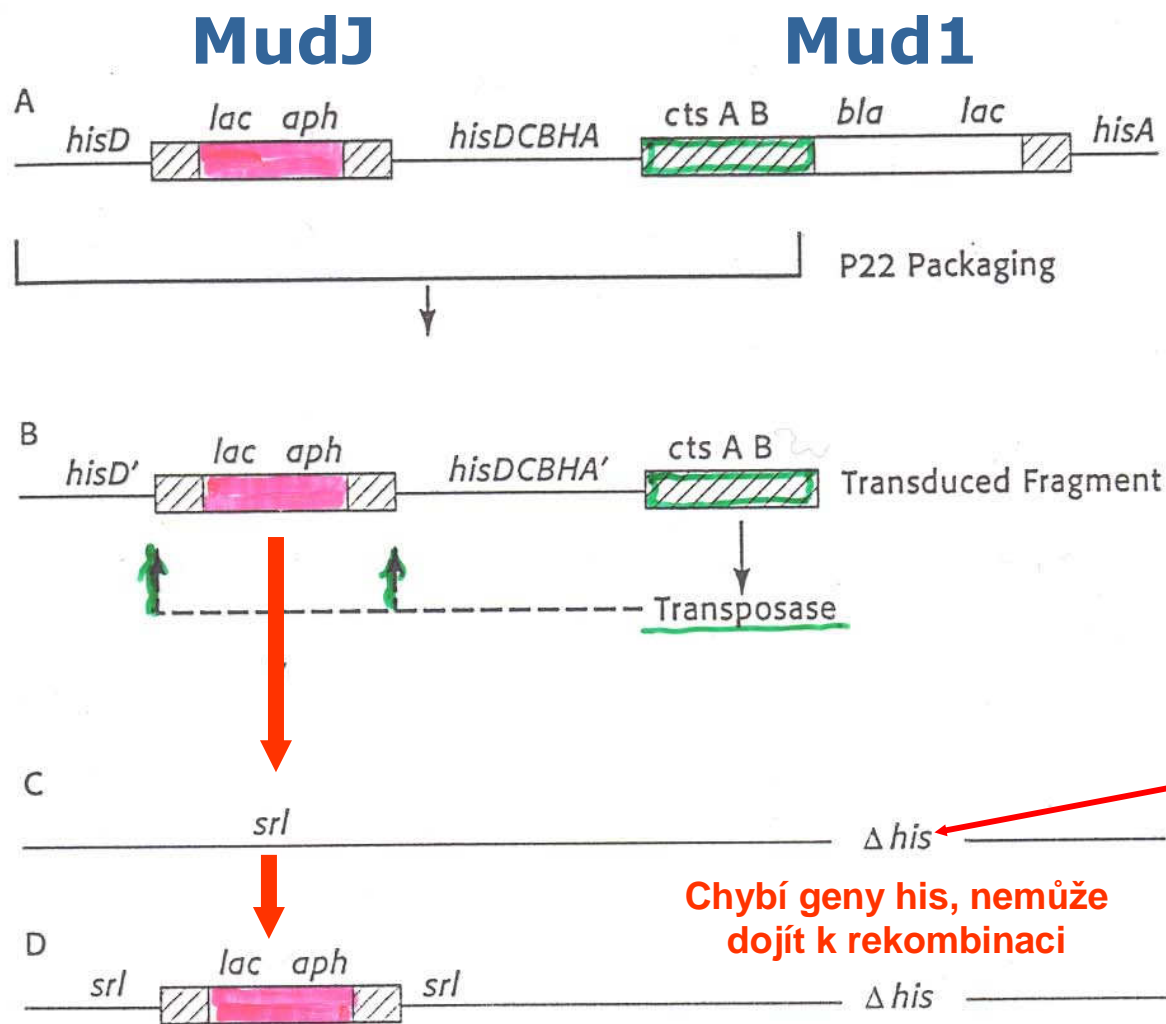 MudJ Mud1
A
hisD lac aph hisDCBHA cts A B bla lac hisA
P22 Packaging
B
hisD' lac aph hisDCBHA' cts A B Transduced Fragment
Transposase
C
srl Δ his
Chybí geny his, nemůže
dojít k rekombinaci
D
srl lac aph srl Δ his